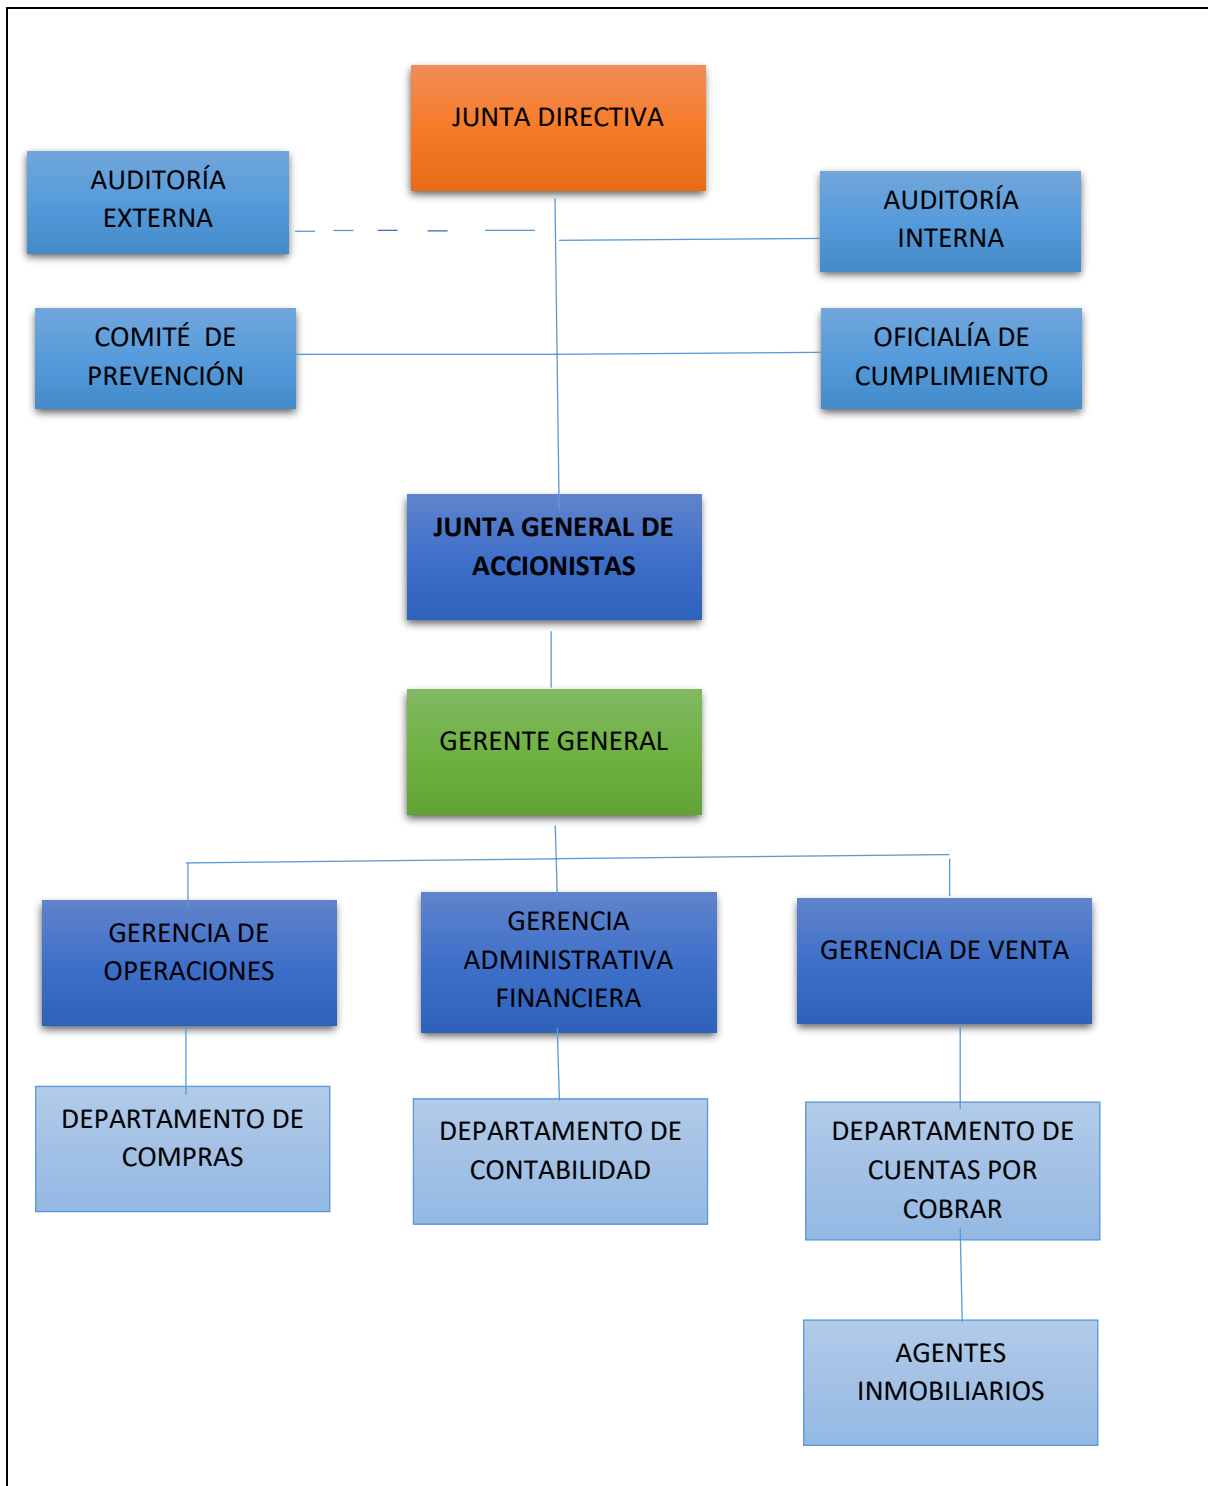 JUNTA DIRECTIVA
AUDITORÍA
EXTERNA
AUDITORÍA
INTERNA
COMITÉ DE
PREVENCIÓN
OFICIALÍA DE
CUMPLIMIENTO
JUNTA GENERAL DE
ACCIONISTAS
GERENTE GENERAL
GERENCIA DE
OPERACIONES
GERENCIA
ADMINISTRATIVA
FINANCIERA
GERENCIA DE VENTA
DEPARTAMENTO DE
COMPRAS
DEPARTAMENTO DE
CONTABILIDAD
DEPARTAMENTO DE
CUENTAS POR
COBRAR
AGENTES
INMOBILIARIOS